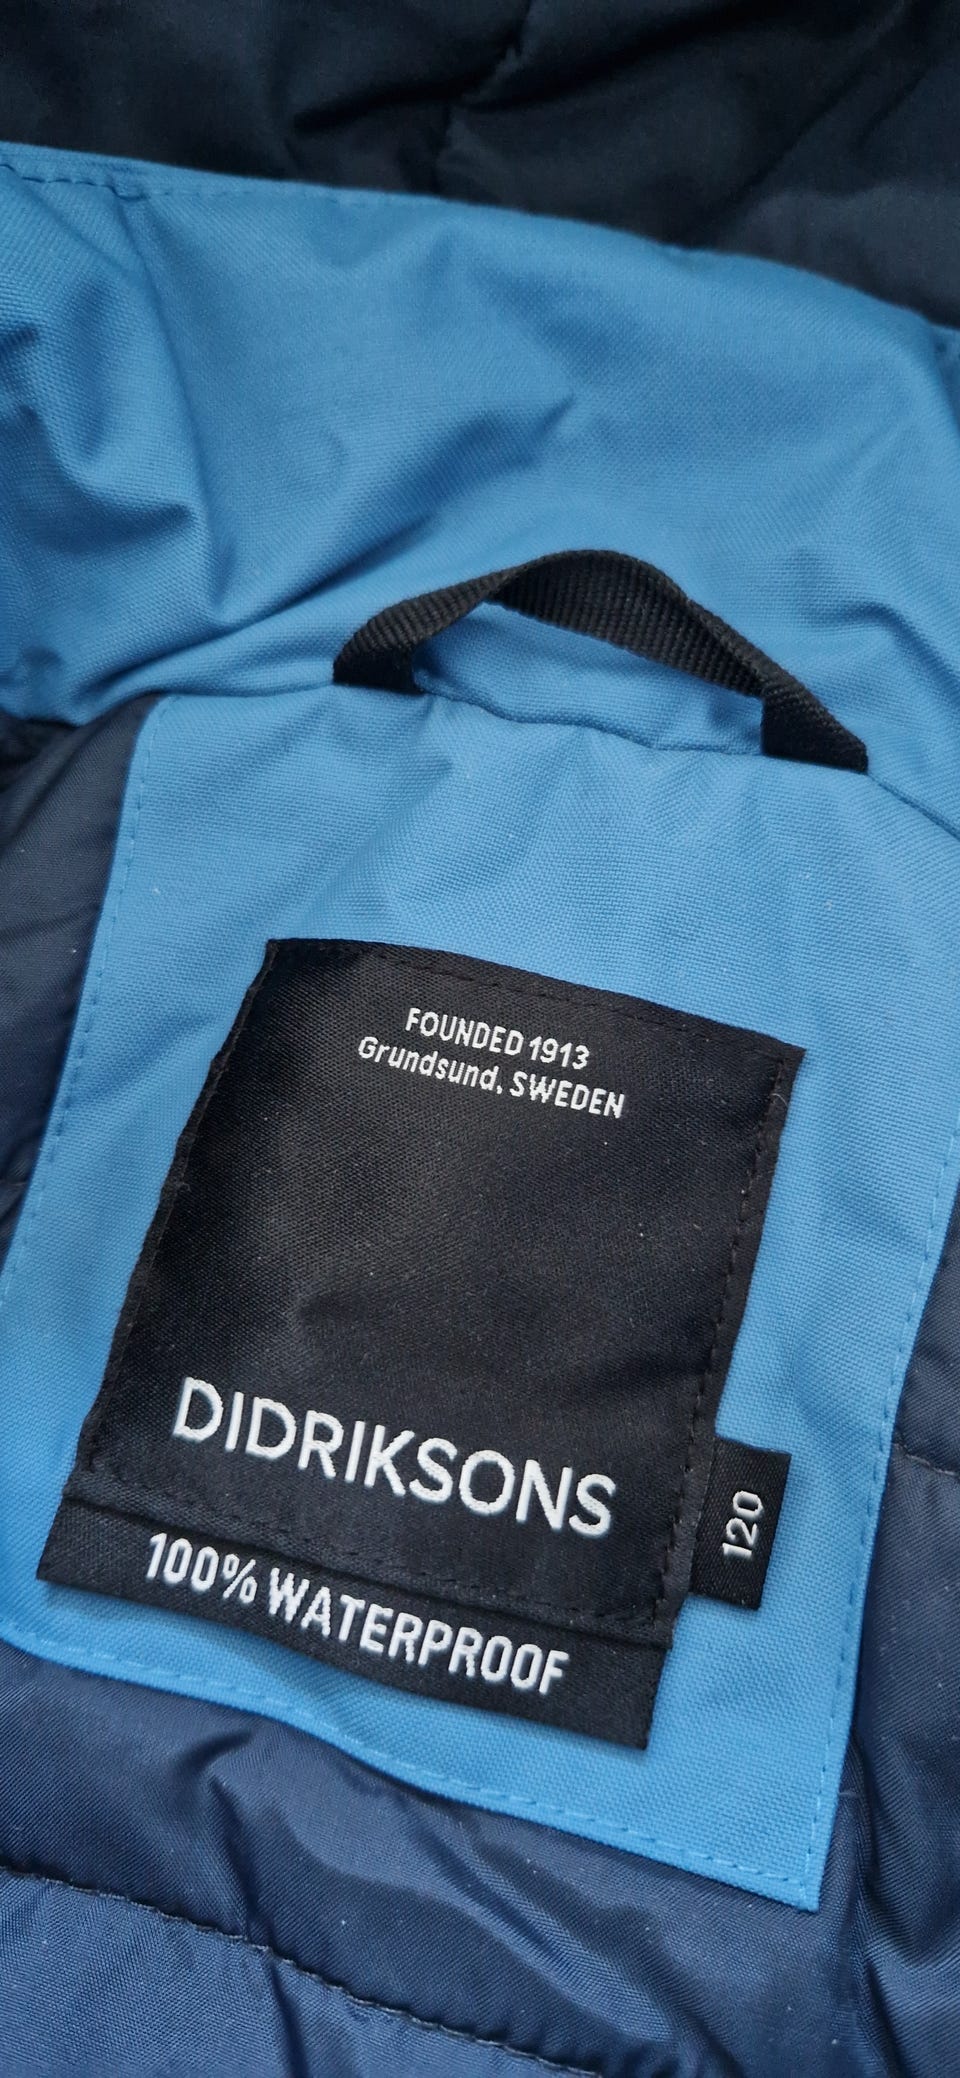 FOUNDED 1913
Grundsund, SWEDEN
DIDRIKSONS
120
100% WATERPROOF